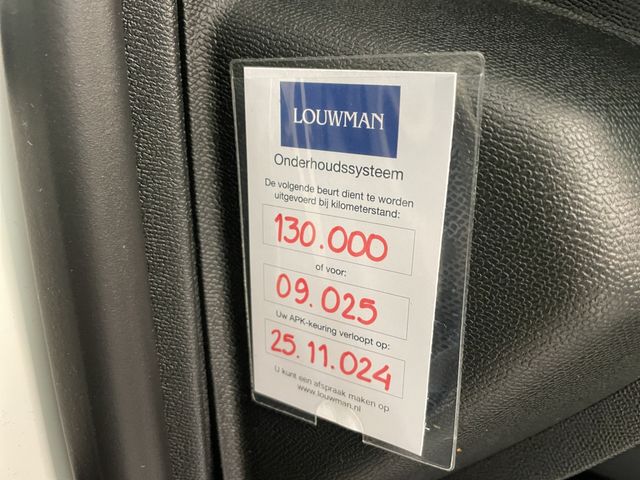 LOUWMAN
Onderhoudssysteem
De volgende beurt dient te worden
uitgevoerd bij kilometerstand:
130.000
of voor:
09.025
Uw APK-keuring verloopt op:
25.11.024
U kunt een afspraak maken op
www.louwman.nl